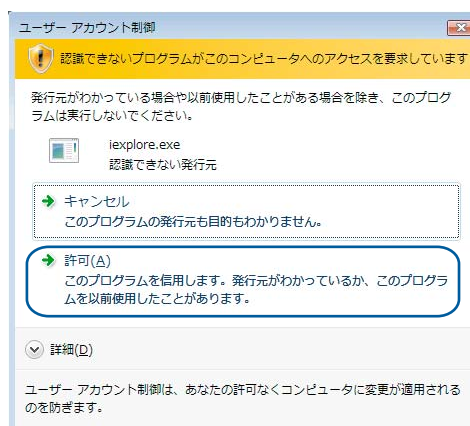 ユーザー アカウント制御
認識できないプログラムがこのコンピュータへのアクセスを要求しています
発行元がわかっている場合や以前使用したことがある場合を除き、このプログ
ラムは実行しないでください。
iexplore.exe
認識できない発行元
キャンセル
このプログラムの発行元も目的もわかりません。
許可(A)
このプログラムを信用します。発行元がわかっているか、このプログラ
ムを以前使用したことがあります。
詳細(D)
ユーザー アカウント制御は、あなたの許可なくコンピュータに変更が適用される
のを防ぎます。